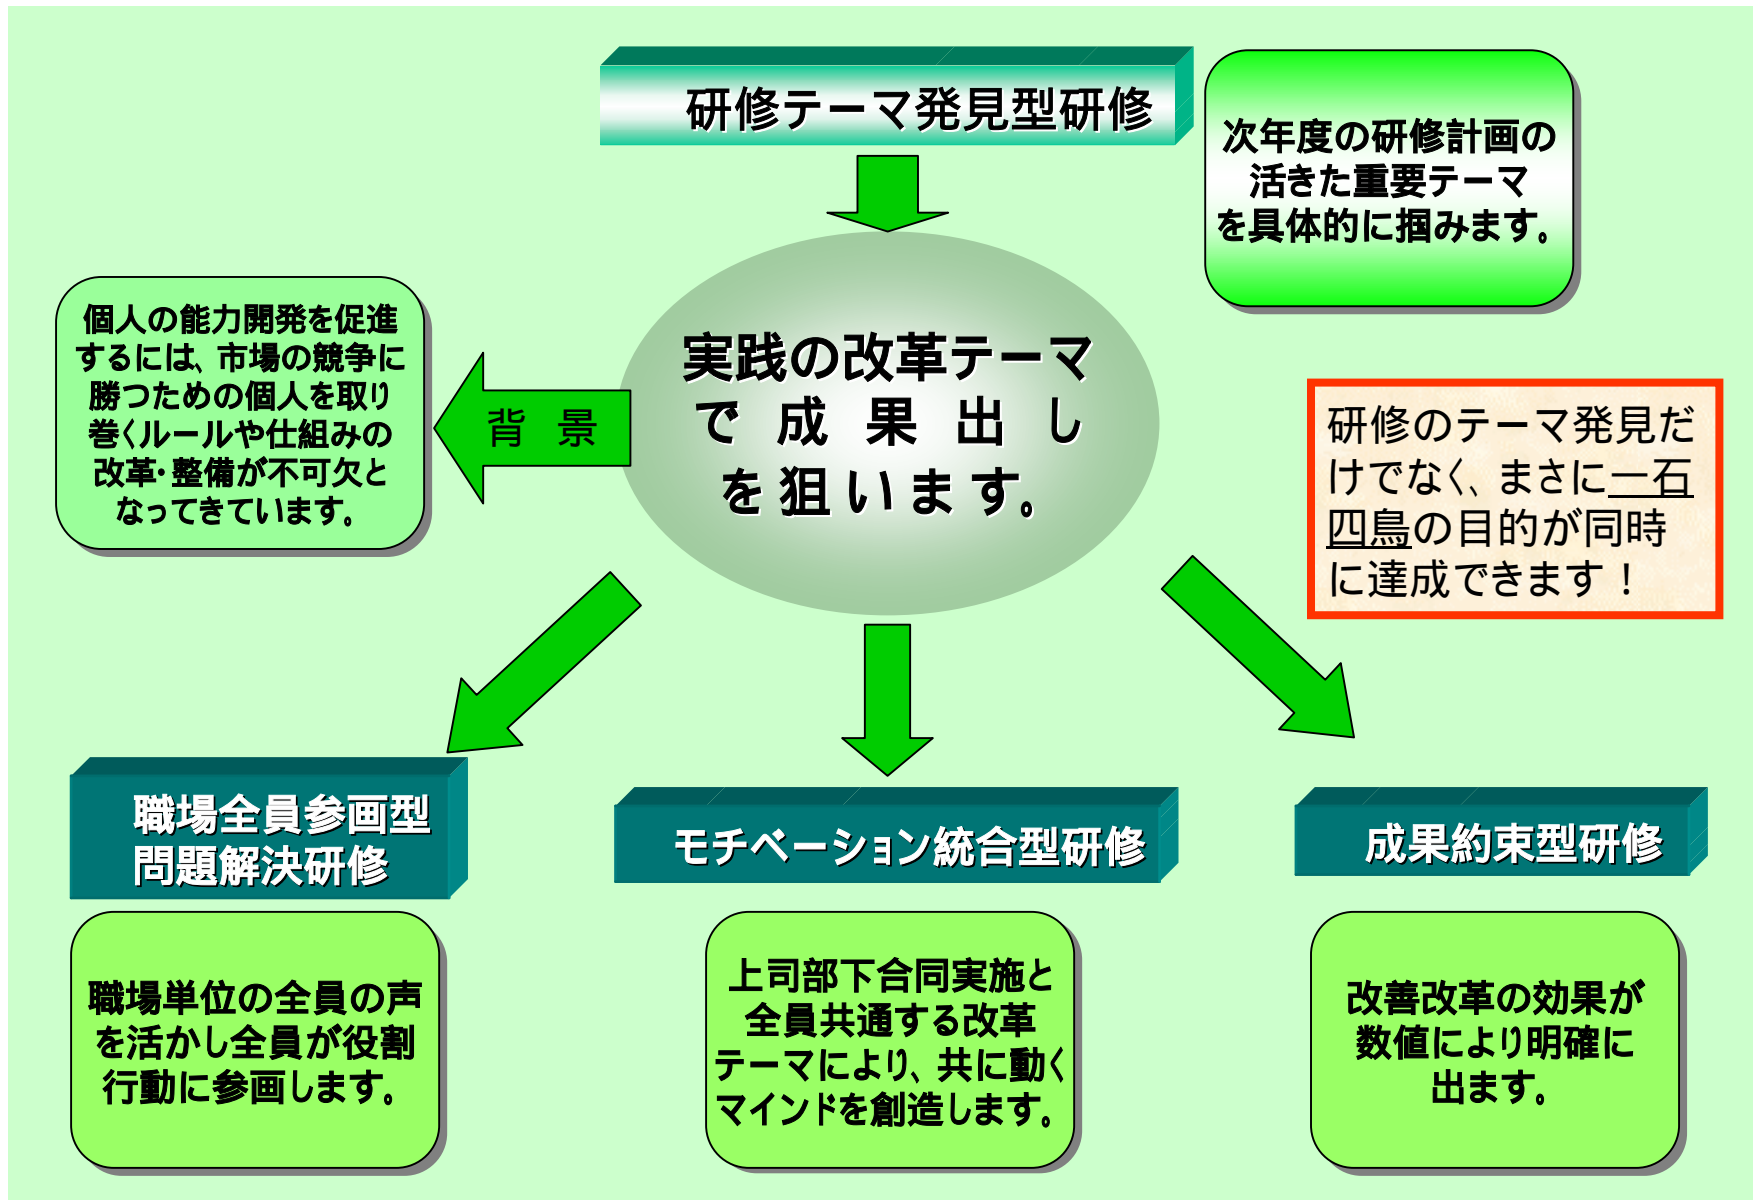 研修テーマ発見型研修
次年度の研修計画の
活きた重要テーマ
を具体的に掴みます。
実践の改革テーマ
で成果出し
を狙います。
背景
個人の能力開発を促進
するには、市場の競争に
勝つための個人を取り
巻くルールや仕組みの
改革・整備が不可欠と
なってきています。
研修のテーマ発見だ
けでなく、まさに一石
四鳥の目的が同時
に達成できます！
職場全員参画型
問題解決研修
職場単位の全員の声
を活かし全員が役割
行動に参画します。
モチベーション統合型研修
上司部下合同実施と
全員共通する改革
テーマにより、共に動く
マインドを創造します。
成果約束型研修
改善改革の効果が
数値により明確に
出ます。